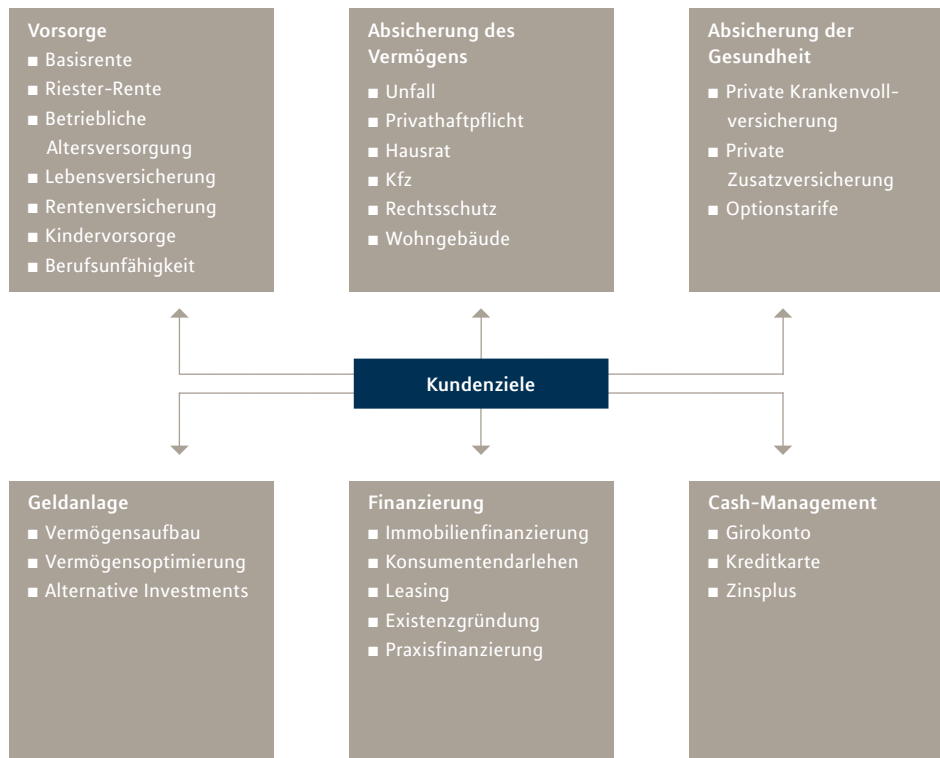 Vorsorge
■ Basisrente
■ Riester-Rente
■ Betriebliche
Altersversorgung
■ Lebensversicherung
■ Rentenversicherung
■ Kindervorsorge
■ Berufsunfähigkeit
Absicherung des
Vermögens
■ Unfall
■ Privathaftpflicht
■ Hausrat
■ Kfz
■ Rechtsschutz
■ Wohngebäude
Absicherung der
Gesundheit
■ Private Krankenvoll-
versicherung
■ Private
Zusatzversicherung
■ Optionstarife
Kundenziele
Geldanlage
■ Vermögensaufbau
■ Vermögensoptimierung
■ Alternative Investments
Finanzierung
■ Immobilienfinanzierung
■ Konsumentendarlehen
■ Leasing
■ Existenzgründung
■ Praxisfinanzierung
Cash-Management
■ Girokonto
■ Kreditkarte
■ Zinsplus